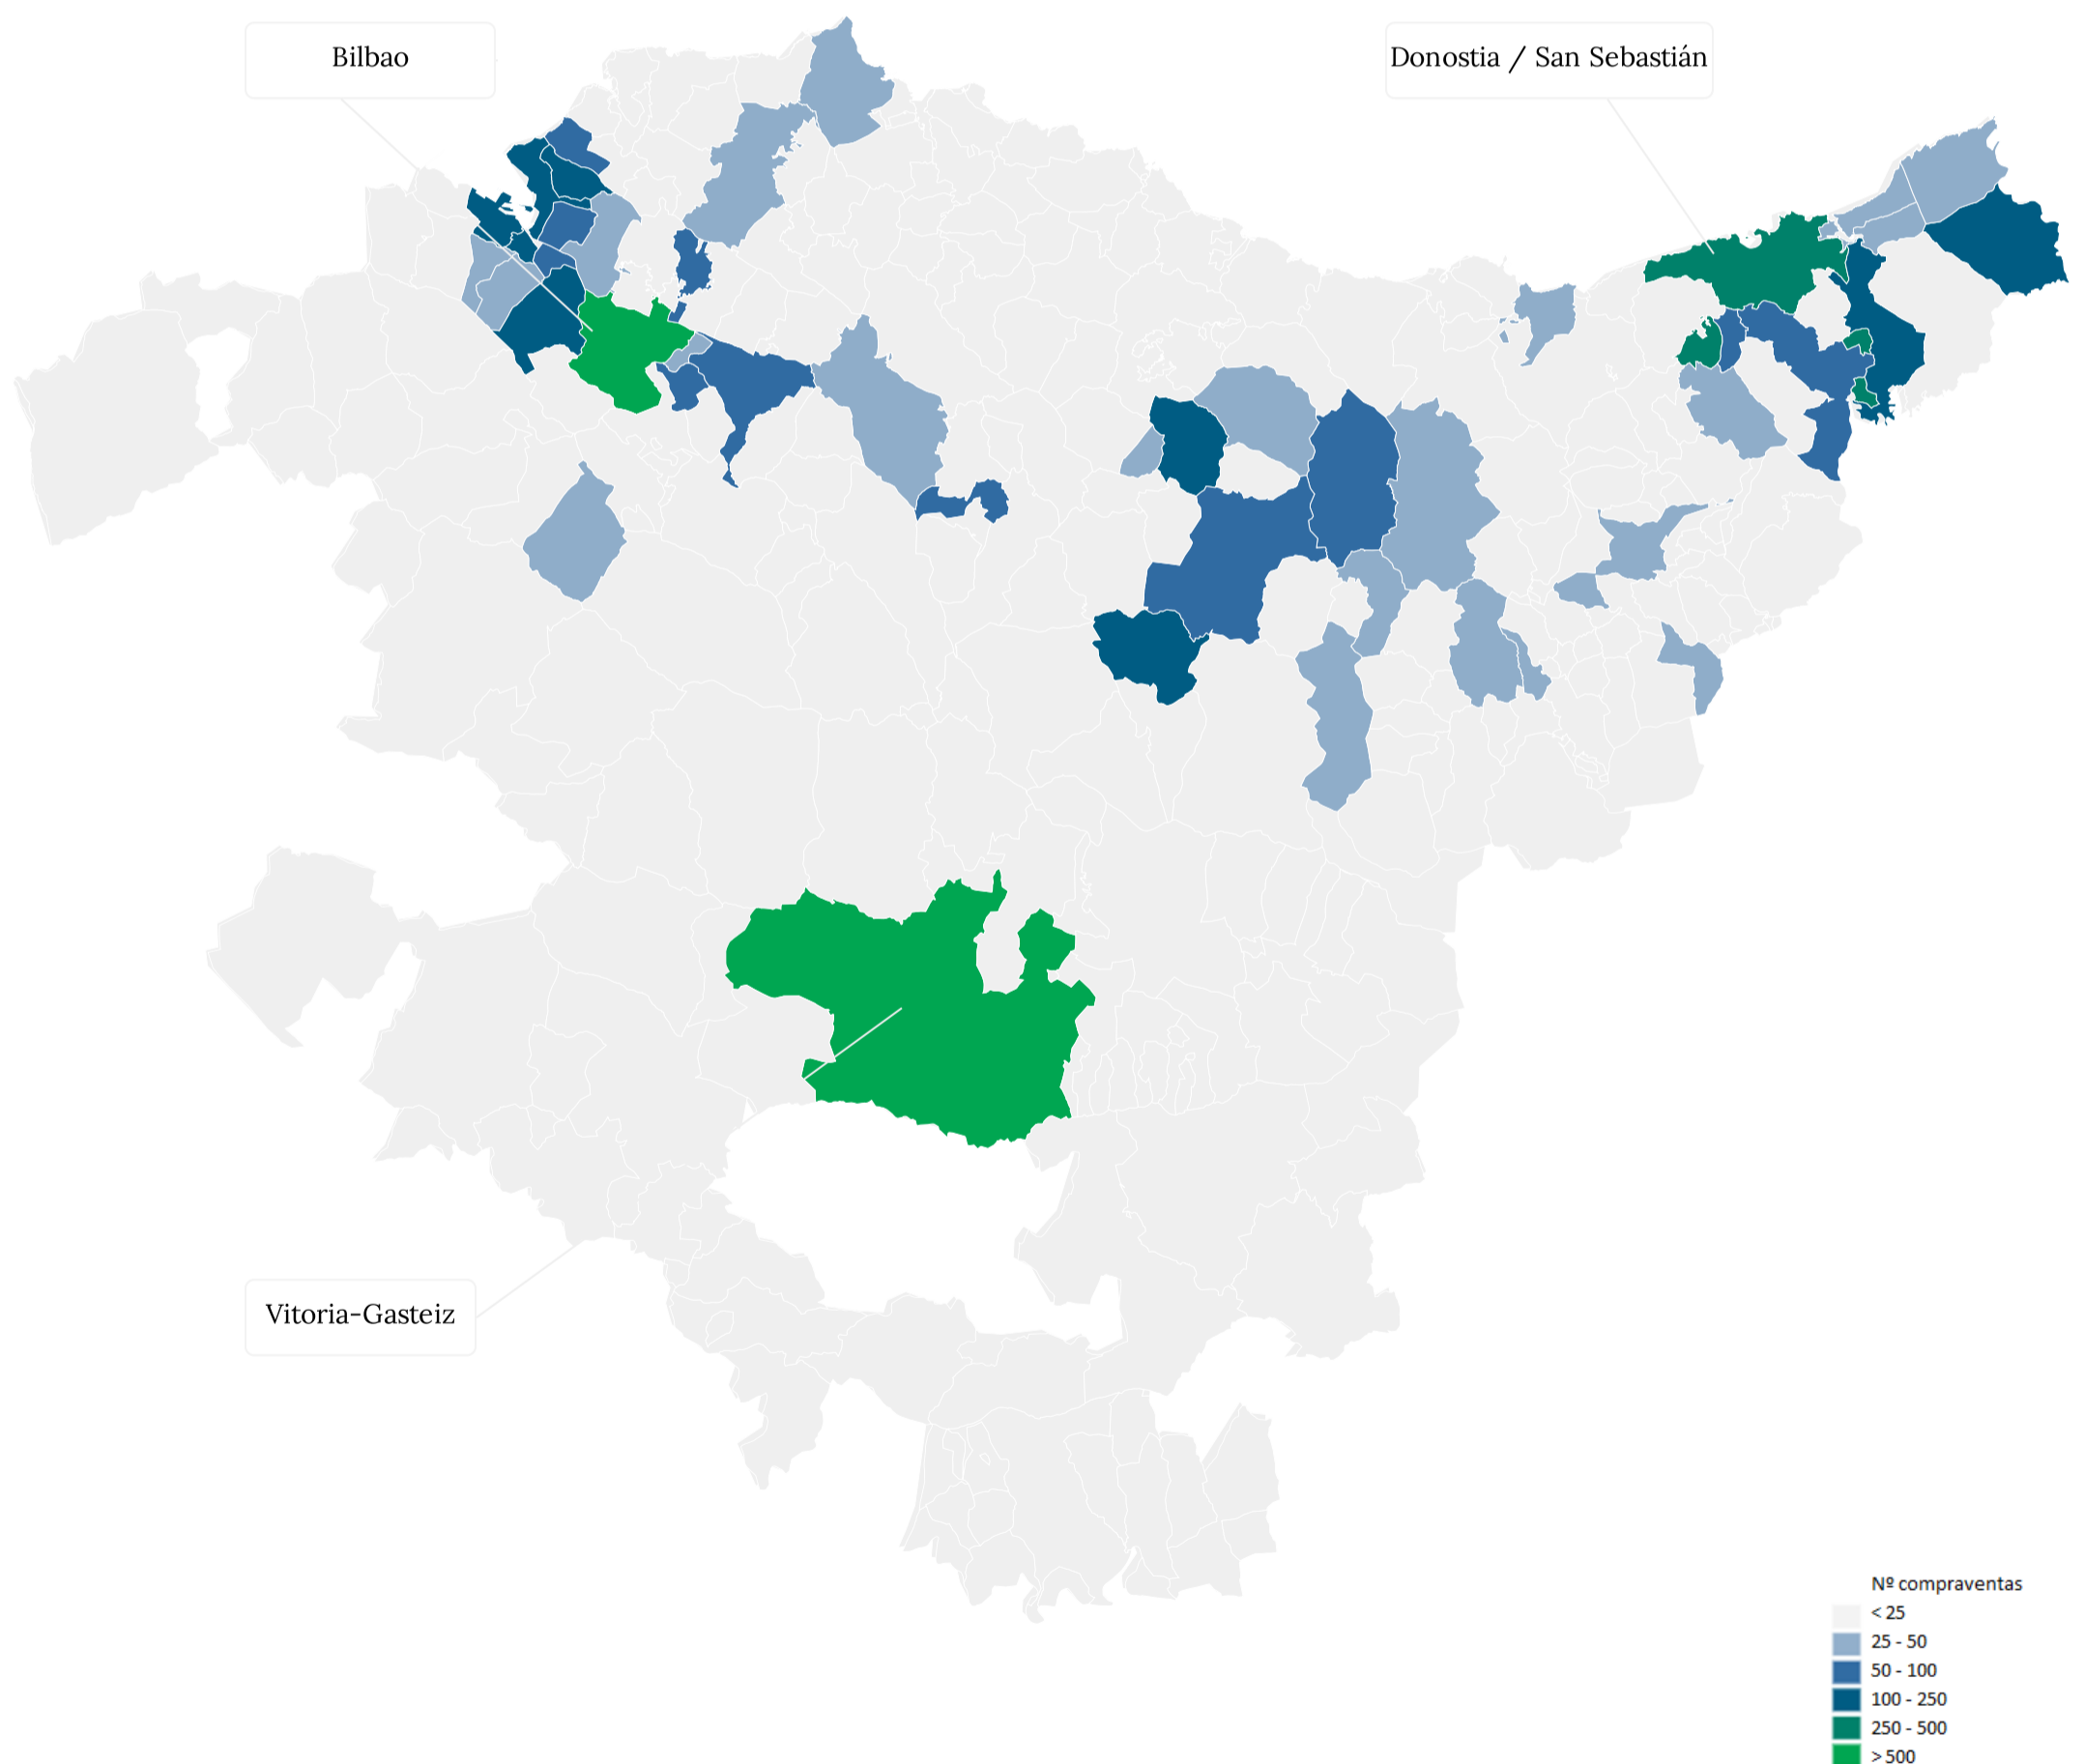 Bilbao
Donostia / San Sebastián
Vitoria-Gasteiz
Nº compraventas
< 25
25 - 50
50 - 100
100 - 250
250 - 500
> 500